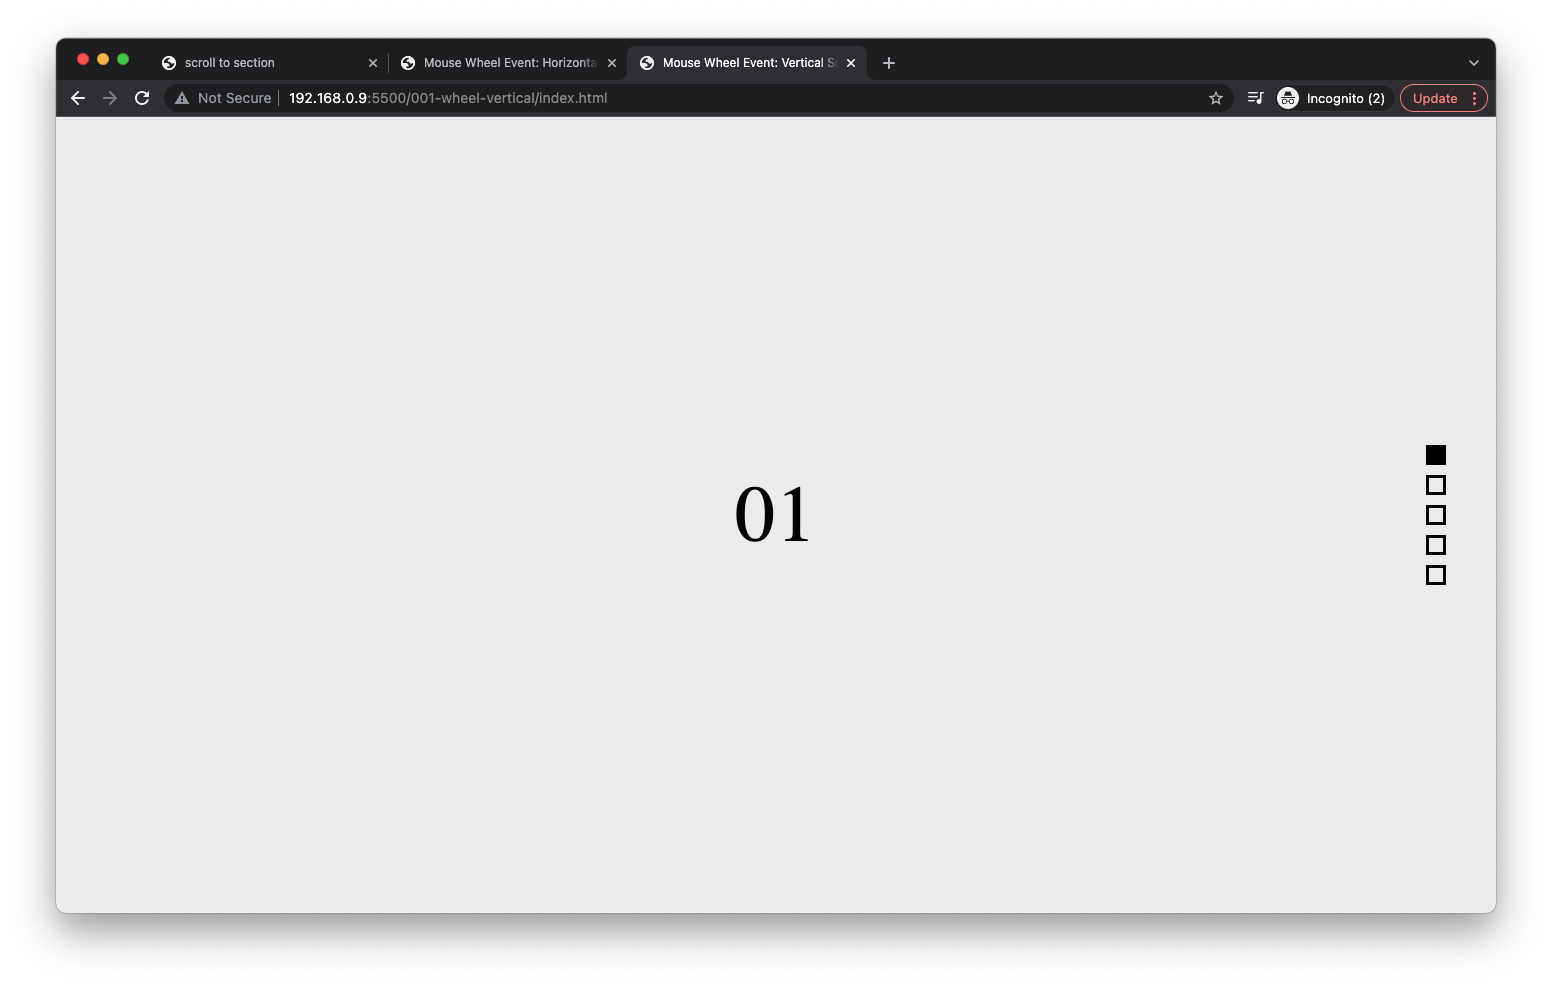 scroll to section
Mouse Wheel Event: Horizonta
Mouse Wheel Event: Vertical Sc
Not Secure
192.168.0.9:5500/001-wheel-vertical/index.html
Incognito (2)
Update
01